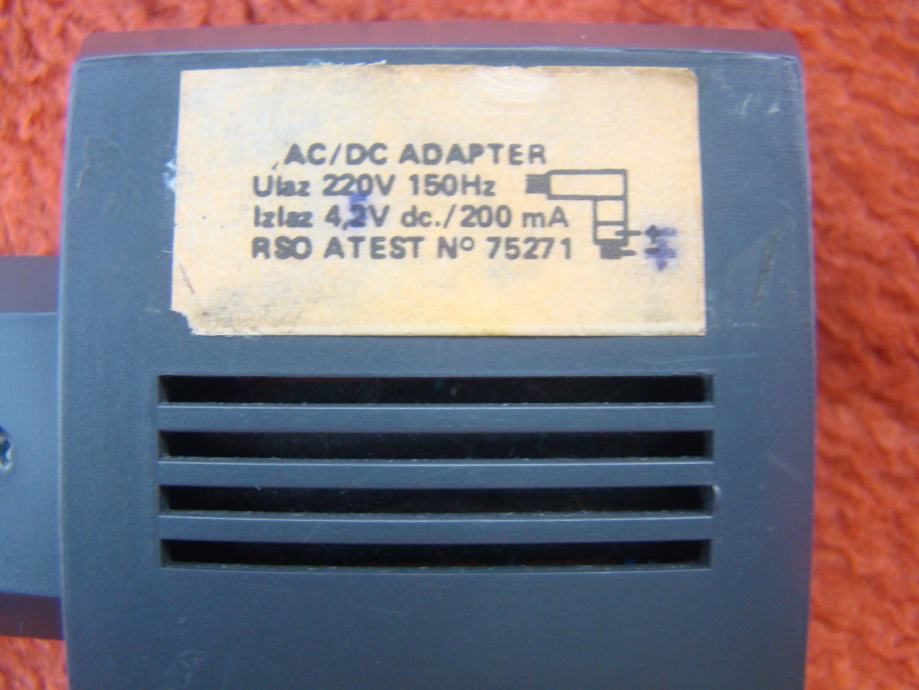 AC/DC ADAPTER
Ulaz 220V 150Hz
Izlaz 4,2V dc./200 mA
RSO ATEST Nº 75271
+
-